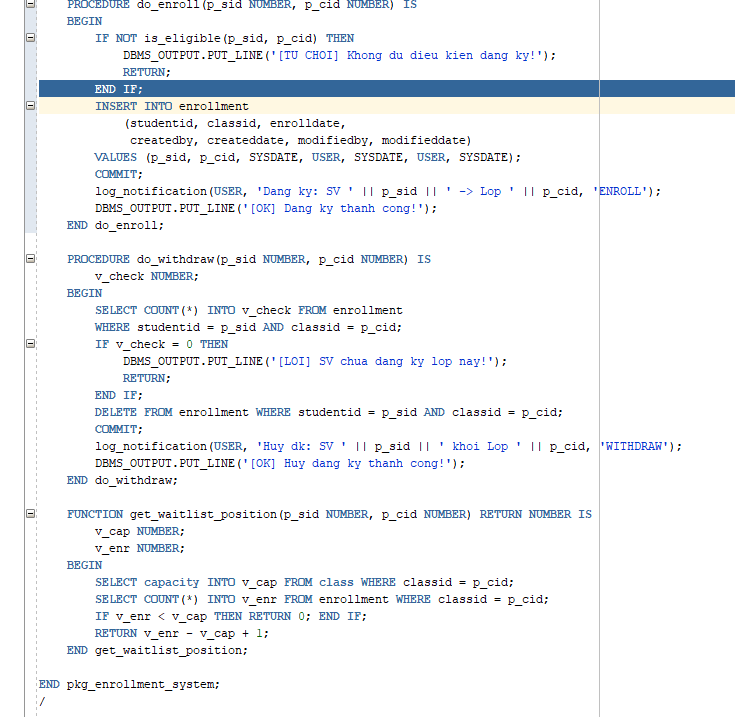 PROCEDURE do_enroll(p_sid NUMBER, p_cid NUMBER) IS
BEGIN
IF NOT is_eligible(p_sid, p_cid) THEN
DBMS_OUTPUT.PUT_LINE('[TU CHOI] Khong du dieu kien dang ky!');
RETURN;
END IF;
INSERT INTO enrollment
(studentid, classid, enrolldate,
createdby, createddate, modifiedby, modifieddate)
VALUES (p_sid, p_cid, SYSDATE, USER, SYSDATE, USER, SYSDATE);
COMMIT;
log_notification(USER, 'Dang ky: SV ' || p_sid || ' -> Lop ' || p_cid, 'ENROLL');
DBMS_OUTPUT.PUT_LINE('[OK] Dang ky thanh cong!');
END do_enroll;
PROCEDURE do_withdraw(p_sid NUMBER, p_cid NUMBER) IS
v_check NUMBER;
BEGIN
SELECT COUNT(*) INTO v_check FROM enrollment
WHERE studentid = p_sid AND classid = p_cid;
IF v_check = 0 THEN
DBMS_OUTPUT.PUT_LINE('[LOI] SV chua dang ky lop nay!');
RETURN;
END IF;
DELETE FROM enrollment WHERE studentid = p_sid AND classid = p_cid;
COMMIT;
log_notification(USER, 'Huy dk: SV ' || p_sid || ' khoi Lop ' || p_cid, 'WITHDRAW');
DBMS_OUTPUT.PUT_LINE('[OK] Huy dang ky thanh cong!');
END do_withdraw;
FUNCTION get_waitlist_position(p_sid NUMBER, p_cid NUMBER) RETURN NUMBER IS
v_cap NUMBER;
v_enr NUMBER;
BEGIN
SELECT capacity INTO v_cap FROM class WHERE classid = p_cid;
SELECT COUNT(*) INTO v_enr FROM enrollment WHERE classid = p_cid;
IF v_enr < v_cap THEN RETURN 0; END IF;
RETURN v_enr - v_cap + 1;
END get_waitlist_position;
END pkg_enrollment_system;
/